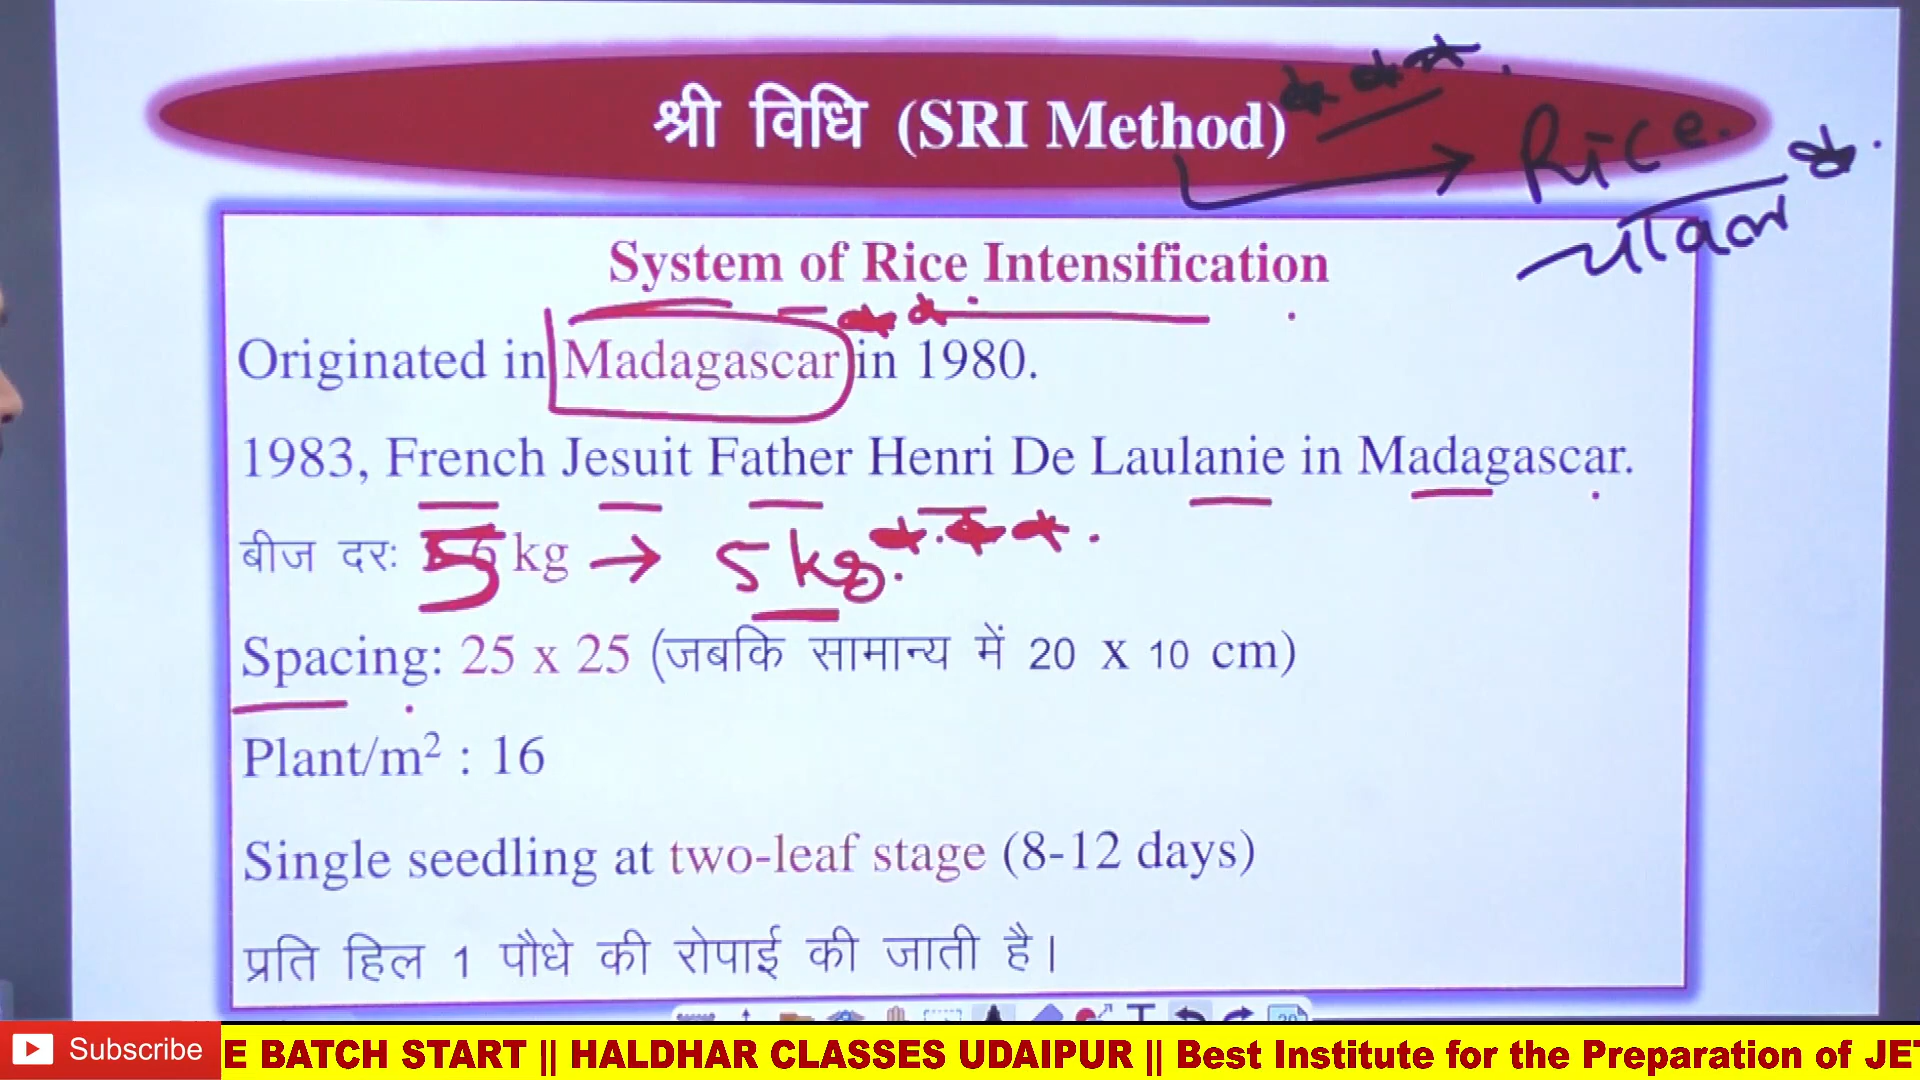 श्री विधि (SRI Method)
Rice.
चावल
System of Rice Intensification
Originated in Madagascar in 1980.
1983, French Jesuit Father Henri De Laulanie in Madagascar.
बीज दरः 5 kg → 5 kg.
Spacing: 25 x 25 (जबकि सामान्य में 20 X 10 cm)
Plant/m² : 16
Single seedling at two-leaf stage (8-12 days)
प्रति हिल 1 पौधे की रोपाई की जाती है।
Subscribe
E BATCH START || HALDHAR CLASSES UDAIPUR || Best Institute for the Preparation of JET